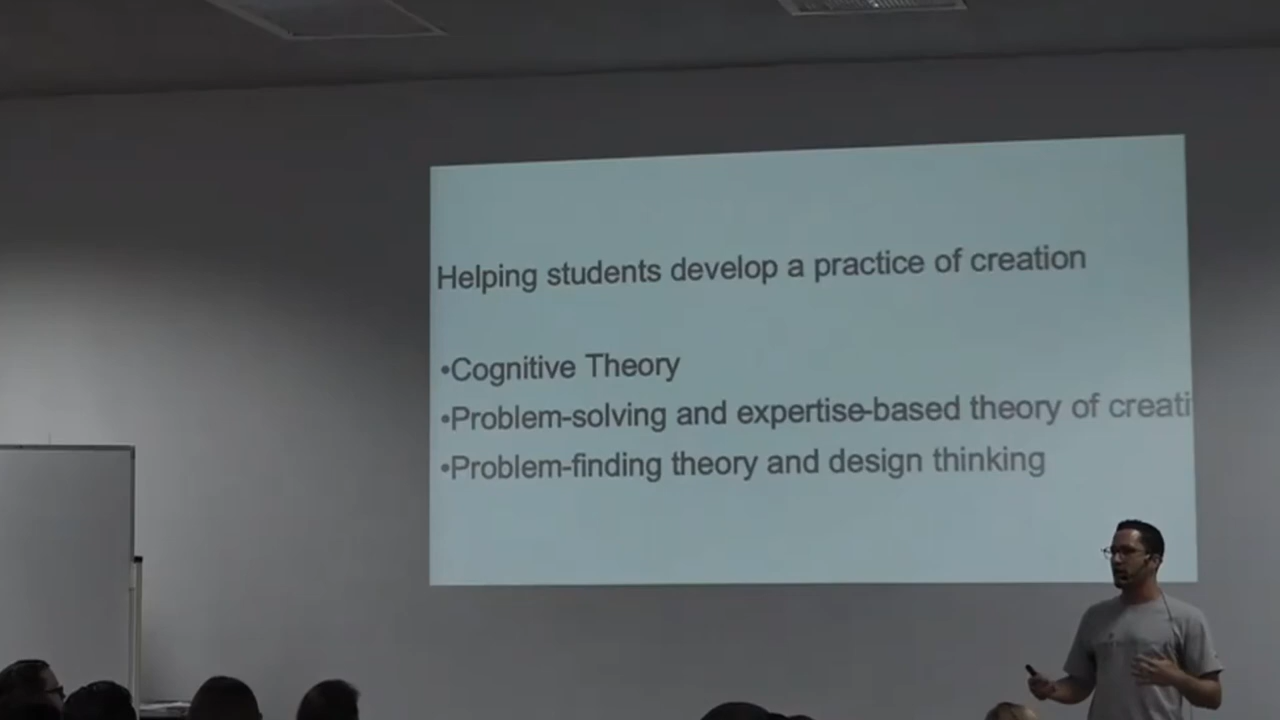 Helping students develop a practice of creation
•Cognitive Theory
•Problem-solving and expertise-based theory of creati
•Problem-finding theory and design thinking